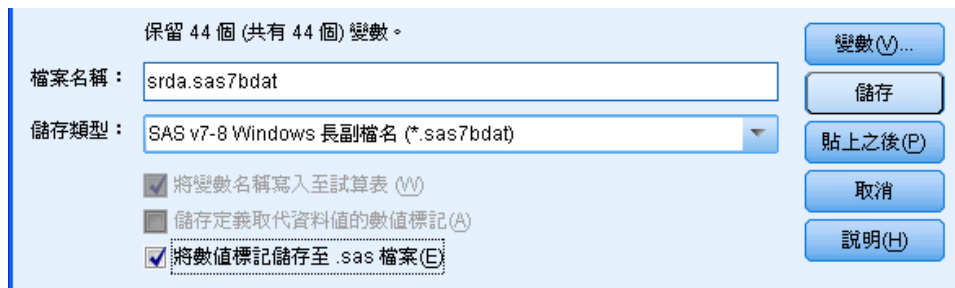 保留 44 個 (共有 44 個) 變數。
檔案名稱：
srda.sas7bdat
儲存類型：
SAS v7-8 Windows 長副檔名 (*.sas7bdat)
將變數名稱寫入至試算表 (W)
儲存定義取代資料值的數值標記(A)
將數值標記儲存至 .sas 檔案(E)
變數(V)...
儲存
貼上之後(P)
取消
說明(H)